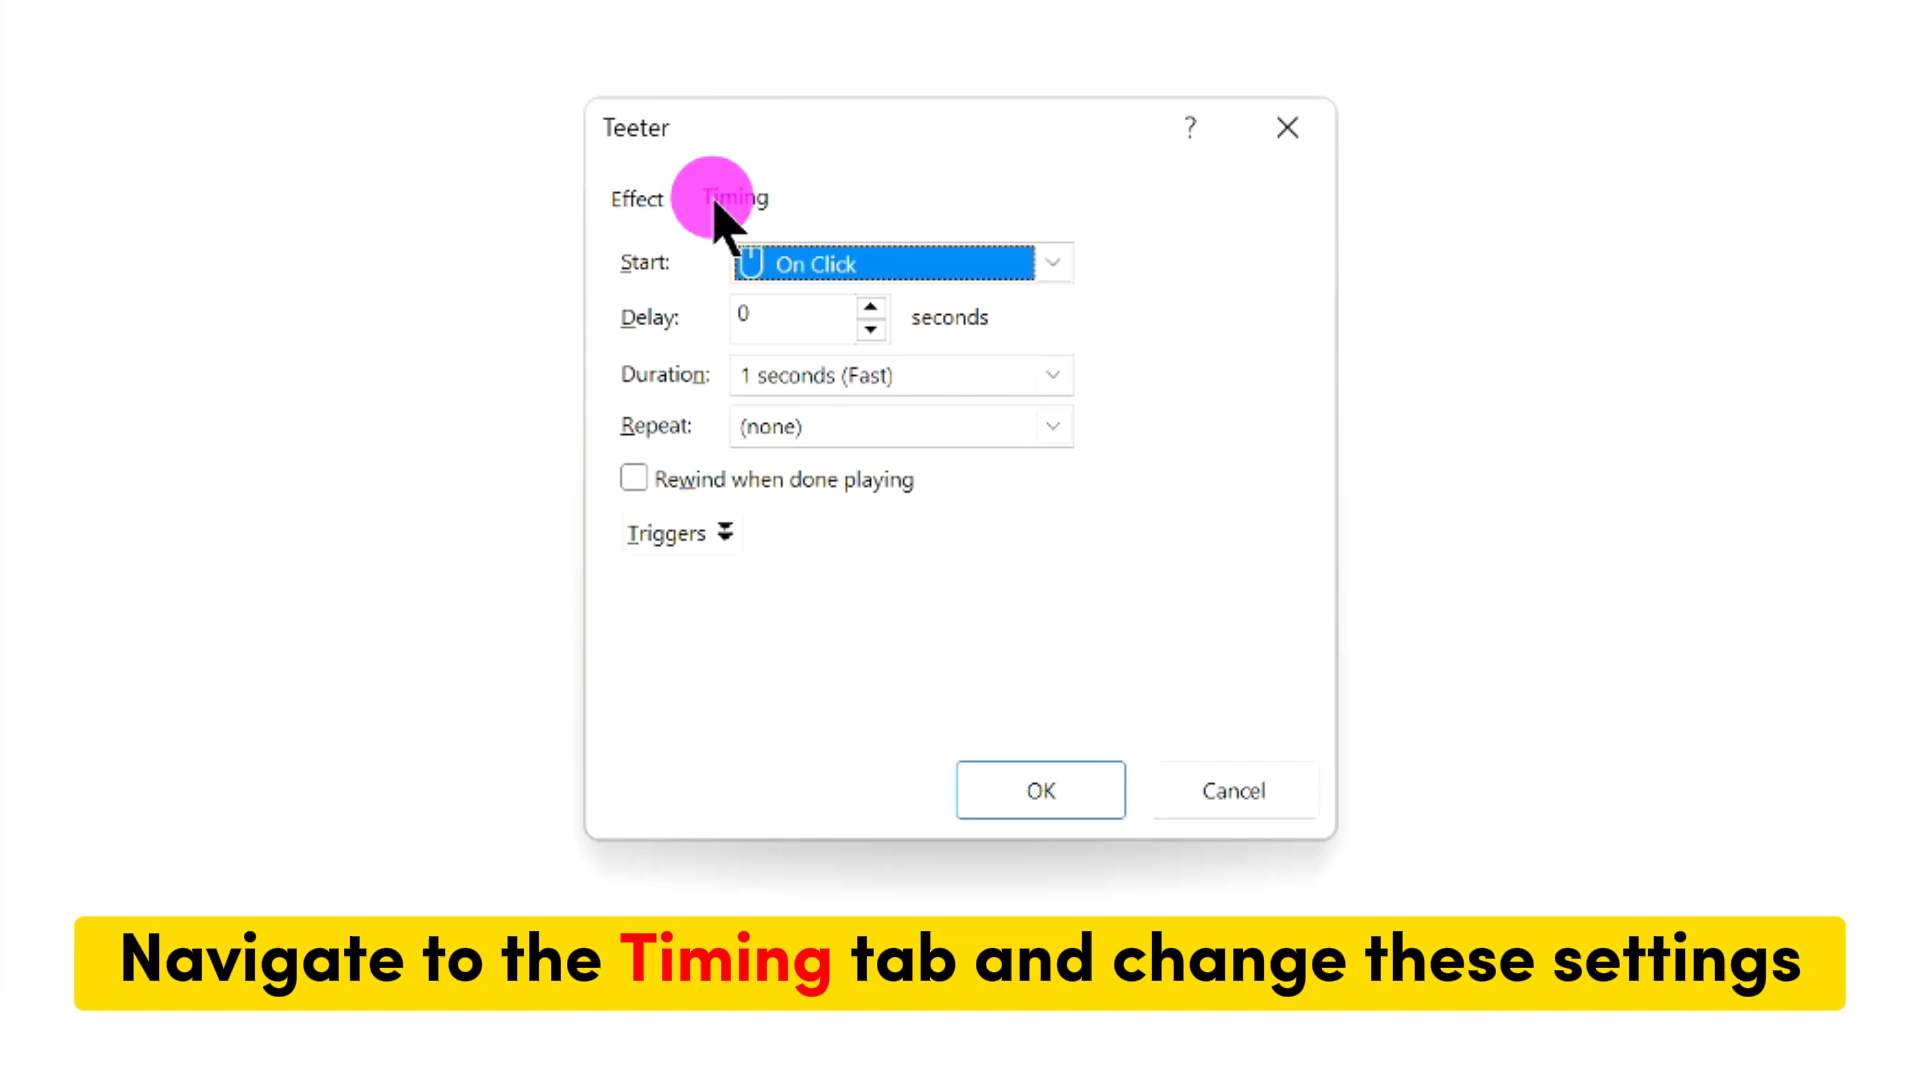 Teeter ?
Effect Timing
Start: On Click
Delay: 0 seconds
Duration: 1 seconds (Fast)
Repeat: (none)
Rewind when done playing
Triggers
OK Cancel
Navigate to the Timing tab and change these settings